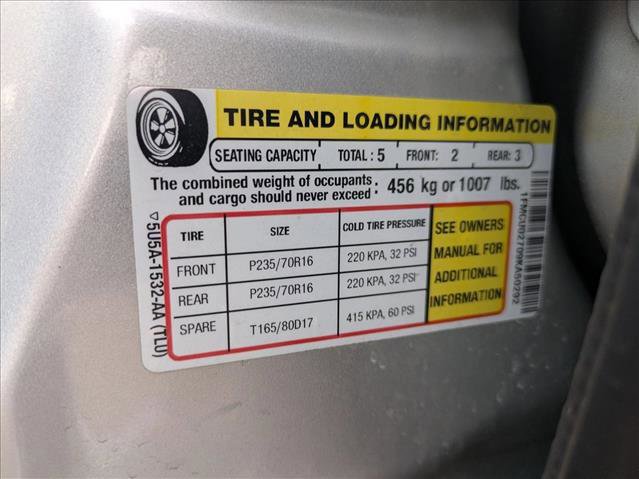 TIRE AND LOADING INFORMATION
SEATING CAPACITY TOTAL : 5 FRONT: 2 REAR: 3
The combined weight of occupants
and cargo should never exceed : 456 kg or 1007 lbs.
TIRE SIZE COLD TIRE PRESSURE
FRONT P235/70R16 220 KPA, 32 PSI
REAR P235/70R16 220 KPA, 32 PSI
SPARE T165/80D17 415 KPA, 60 PSI
SEE OWNERS
MANUAL FOR
ADDITIONAL
INFORMATION
5U5A-1532-AA (TLU)